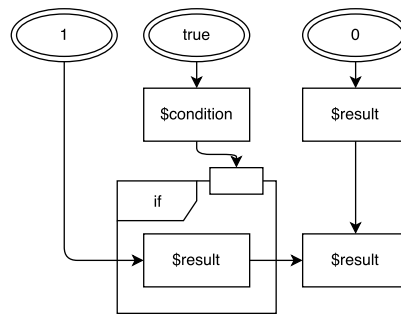 1
true
0
$condition
$result
if
$result
$result